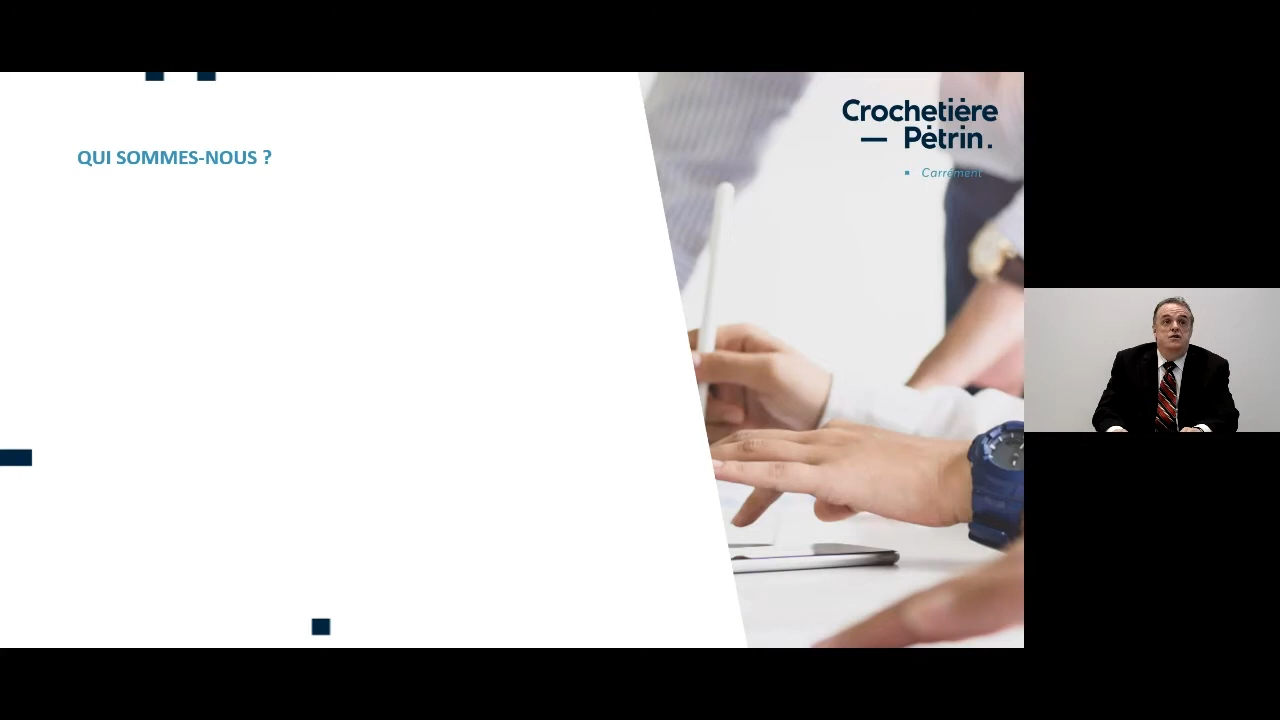 QUI SOMMES-NOUS ?
Crochetière
— Pétrin.
▪ Carrément